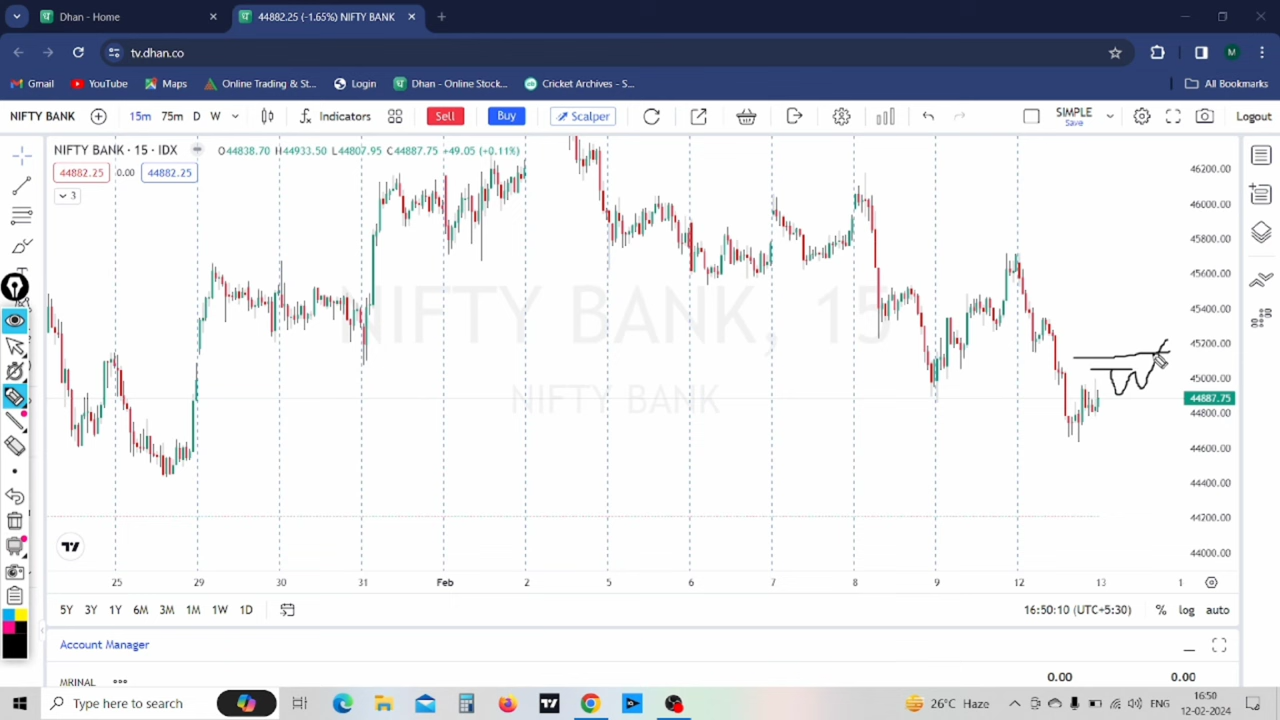 Dhan - Home
44882.25 (-1.65%) NIFTY BANK
tv.dhan.co
Gmail YouTube Maps Online Trading & St... Login Dhan - Online Stock... Cricket Archives - S... All Bookmarks
NIFTY BANK 15m 75m D W Indicators Sell Buy Scalper SIMPLE Save Logout
NIFTY BANK · 15 · IDX O44838.70 H44933.50 L44807.95 C44887.75 +49.05 (+0.11%)
44882.25 0.00 44882.25
3
46200.00
46000.00
45800.00
45600.00
45400.00
45200.00
45000.00
44887.75
44800.00
44600.00
44400.00
44200.00
44000.00
NIFTY BANK, 15
NIFTY BANK
25 29 30 31 Feb 2 5 6 7 8 9 12 13 1
5Y 3Y 1Y 6M 3M 1M 1W 1D 16:50:10 (UTC+5:30) % log auto
Account Manager
MRINAL 0.00 0.00
Type here to search 26°C Haze ENG 16:50
12-02-2024